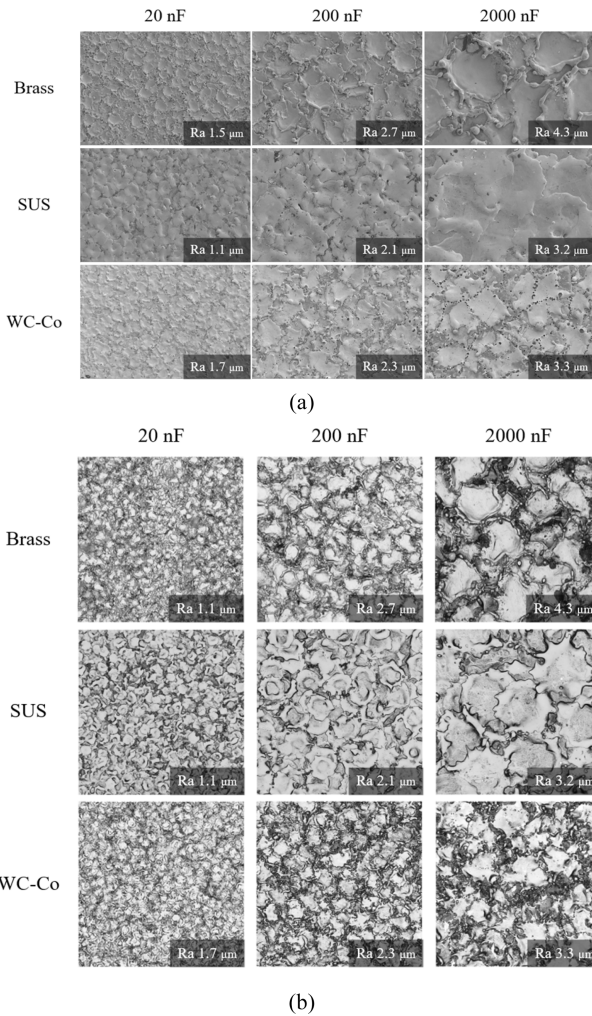 20 nF 200 nF 2000 nF
Brass
Ra 1.5 μm Ra 2.7 μm Ra 4.3 μm
SUS
Ra 1.1 μm Ra 2.1 μm Ra 3.2 μm
WC-Co
Ra 1.7 μm Ra 2.3 μm Ra 3.3 μm
(a)
20 nF 200 nF 2000 nF
Brass
Ra 1.1 μm Ra 2.7 μm Ra 4.3 μm
SUS
Ra 1.1 μm Ra 2.1 μm Ra 3.2 μm
WC-Co
Ra 1.7 μm Ra 2.3 μm Ra 3.3 μm
(b)